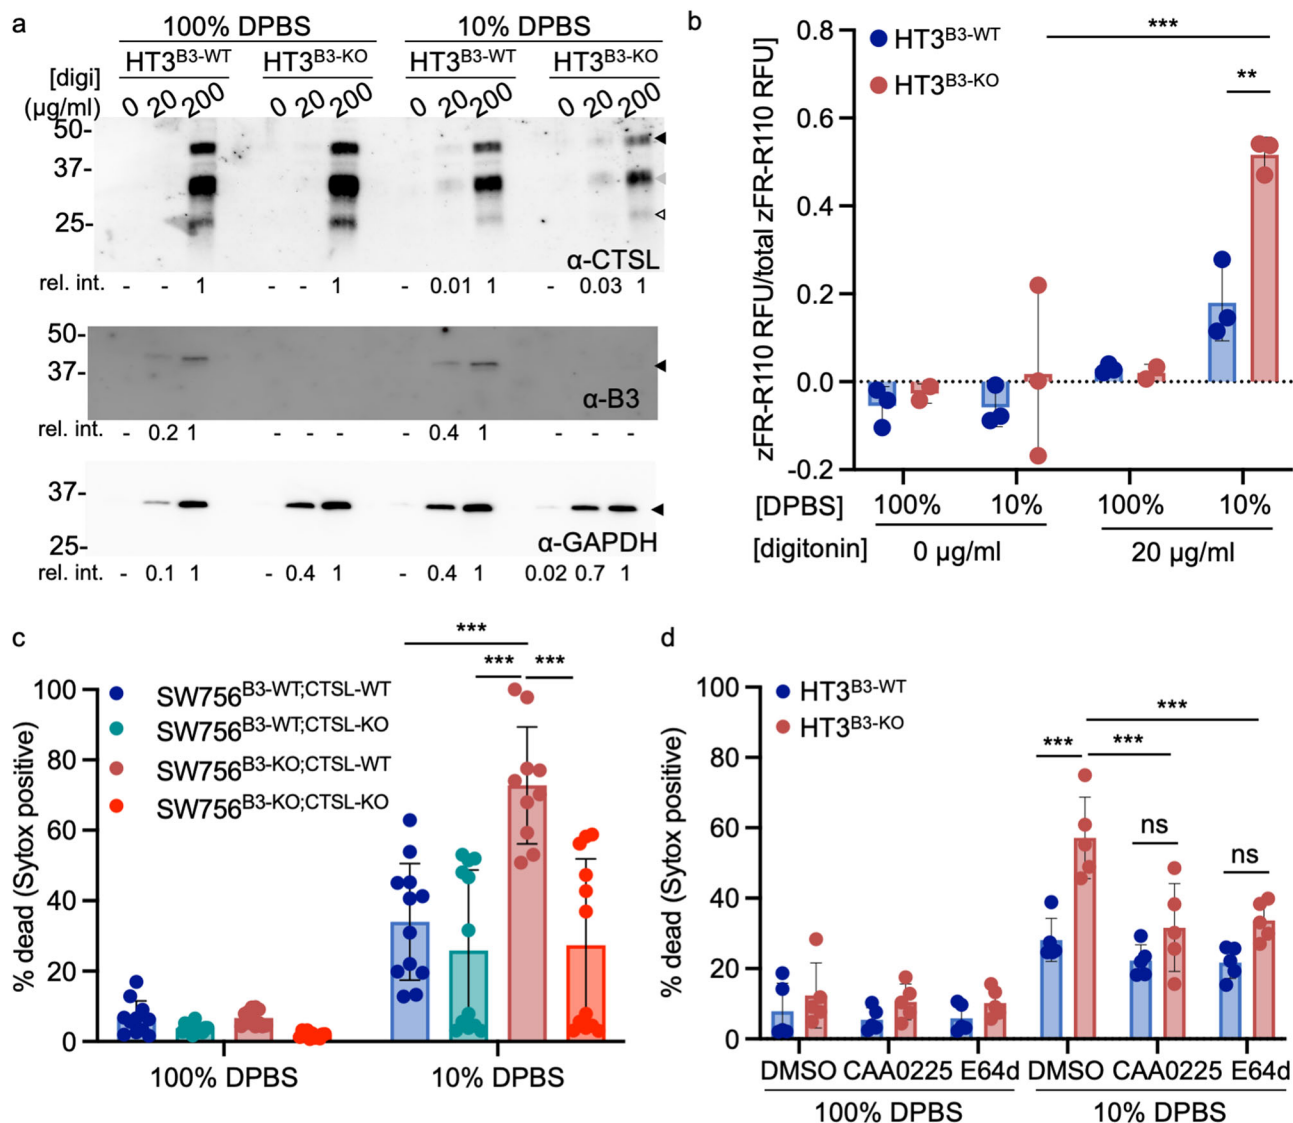 a
100% DPBS 10% DPBS
HT3B3-WT HT3B3-KO HT3B3-WT HT3B3-KO
[digi]
(µg/ml) 0 20 200 0 20 200 0 20 200 0 20 200
50-
37-
25-
α-CTSL
rel. int. - - 1 - - 1 - 0.01 1 - 0.03 1
50-
37-
α-B3
rel. int. - 0.2 1 - - - - 0.4 1 - - -
37-
25-
α-GAPDH
rel. int. - 0.1 1 - 0.4 1 - 0.4 1 0.02 0.7 1
b
zFR-R110 RFU/total zFR-R110 RFU
0.8
0.6
0.4
0.2
0.0
-0.2
HT3B3-WT
HT3B3-KO
***
**
[DPBS] 100% 10% 100% 10%
[digitonin] 0 µg/ml 20 µg/ml
c
% dead (Sytox positive)
100
80
60
40
20
0
SW756B3-WT;CTSL-WT
SW756B3-WT;CTSL-KO
SW756B3-KO;CTSL-WT
SW756B3-KO;CTSL-KO
***
*** ***
100% DPBS 10% DPBS
d
% dead (Sytox positive)
100
80
60
40
20
0
HT3B3-WT
HT3B3-KO
***
*** ***
ns
ns
DMSO CAA0225 E64d DMSO CAA0225 E64d
100% DPBS 10% DPBS